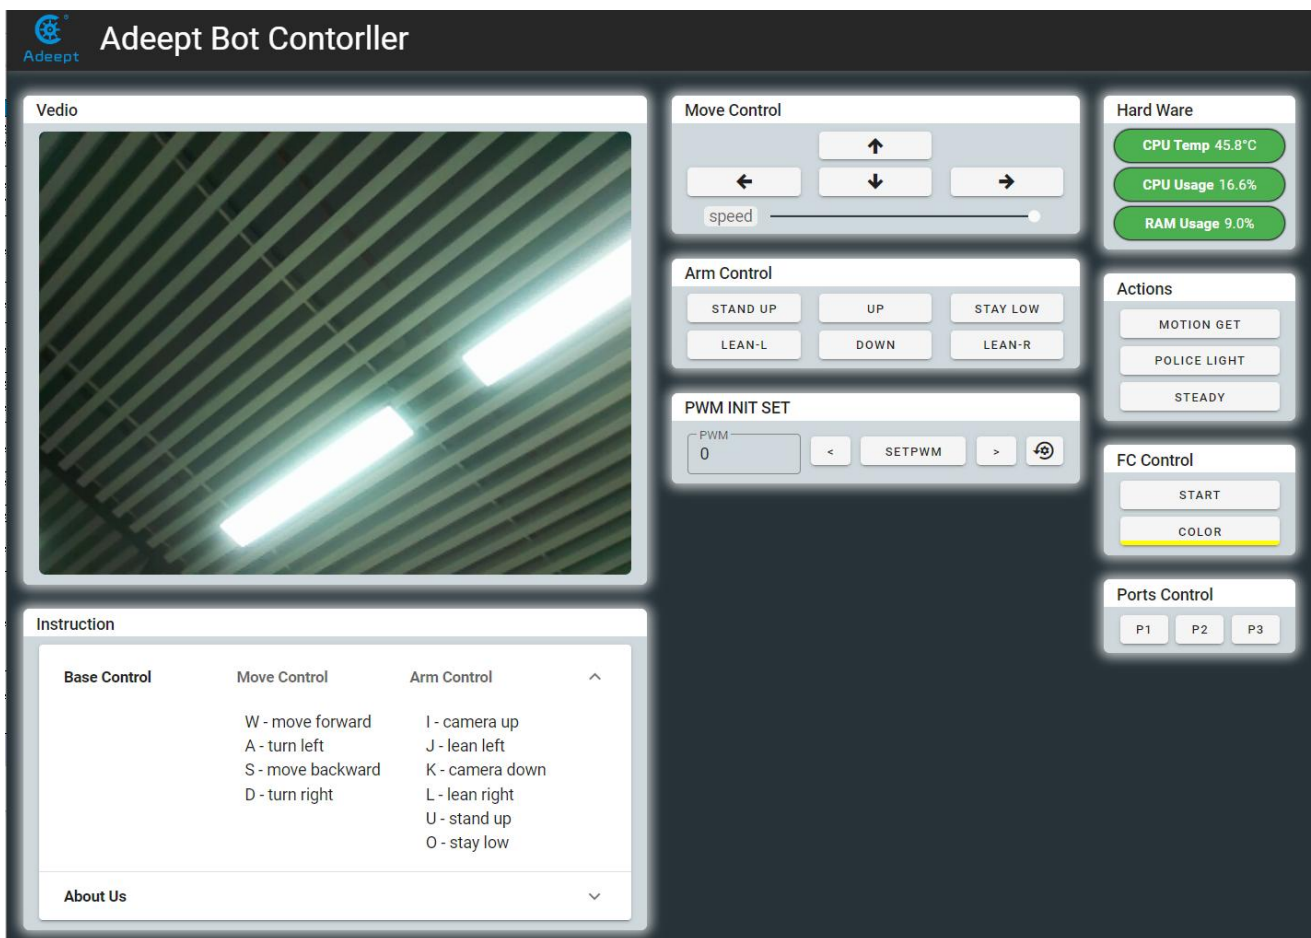 Adeept
Adeept Bot Contorller
Vedio
Move Control
speed
Arm Control
STAND UP UP STAY LOW
LEAN-L DOWN LEAN-R
PWM INIT SET
PWM
0 < SETPWM >
Hard Ware
CPU Temp 45.8°C
CPU Usage 16.6%
RAM Usage 9.0%
Actions
MOTION GET
POLICE LIGHT
STEADY
FC Control
START
COLOR
Ports Control
P1 P2 P3
Instruction
Base Control Move Control Arm Control
W - move forward I - camera up
A - turn left J - lean left
S - move backward K - camera down
D - turn right L - lean right
U - stand up
O - stay low
About Us